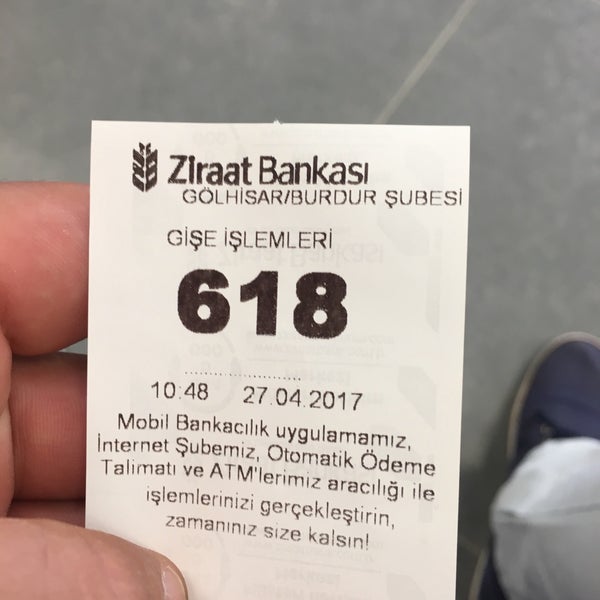 Ziraat Bankası
GÖLHİSAR/BURDUR ŞUBESİ
GİŞE İŞLEMLERİ
618
10:48 27.04.2017
Mobil Bankacılık uygulamamız,
İnternet Şubemiz, Otomatik Ödeme
Talimatı ve ATM'lerimiz aracılığı ile
işlemlerinizi gerçekleştirin,
zamanınız size kalsın!